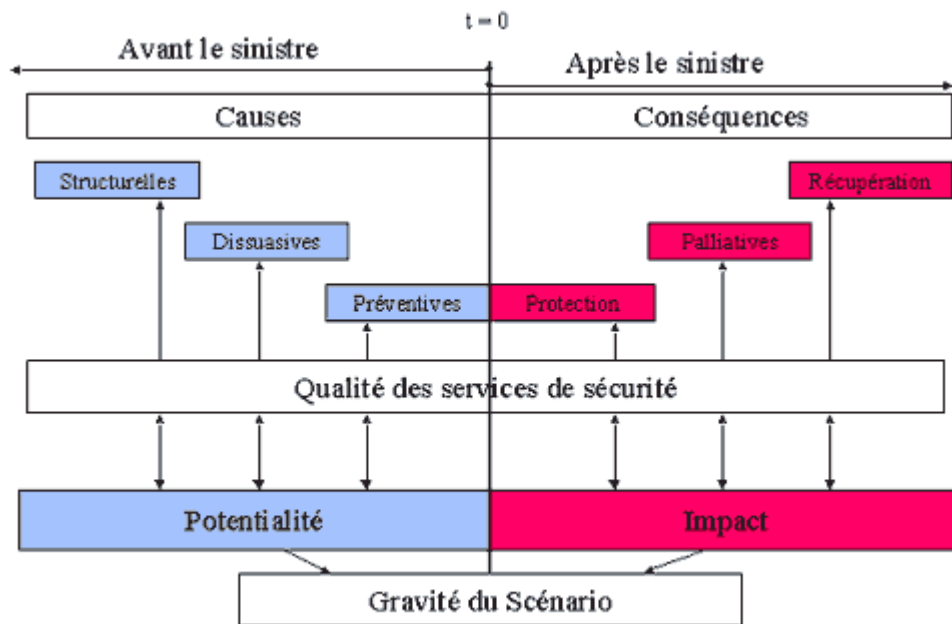 t = 0
Avant le sinistre
Après le sinistre
Causes
Conséquences
Structurelles
Récupération
Dissuasives
Palliatives
Préventives
Protection
Qualité des services de sécurité
Potentialité
Impact
Gravité du Scénario